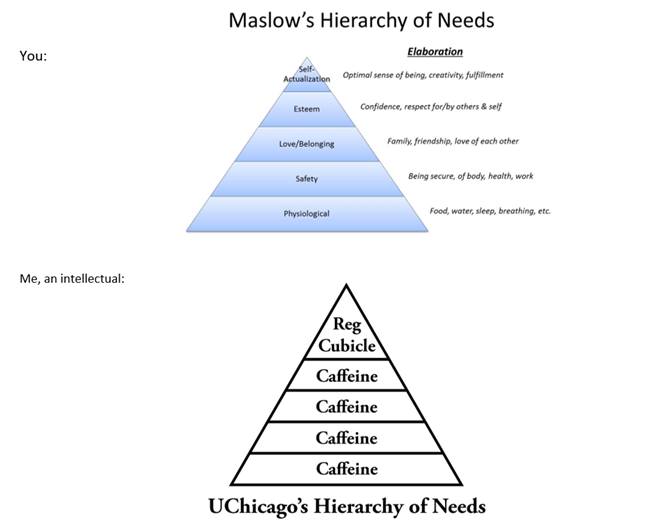 Maslow's Hierarchy of Needs
You:
Elaboration
Self-
Actualization
Optimal sense of being, creativity, fulfillment
Esteem
Confidence, respect for/by others & self
Love/Belonging
Family, friendship, love of each other
Safety
Being secure, of body, health, work
Physiological
Food, water, sleep, breathing, etc.
Me, an intellectual:
Reg
Cubicle
Caffeine
Caffeine
Caffeine
Caffeine
UChicago's Hierarchy of Needs